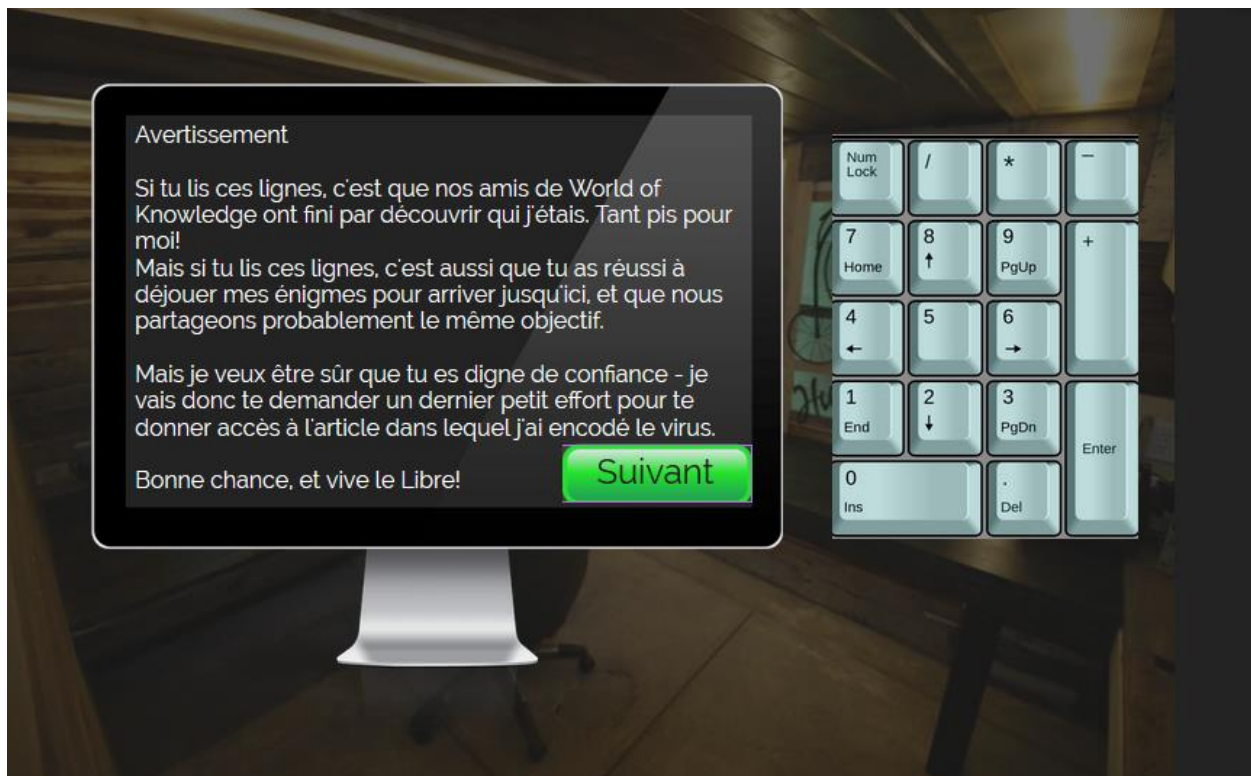 Avertissement
Si tu lis ces lignes, c'est que nos amis de World of
Knowledge ont fini par découvrir qui j'étais. Tant pis pour
moi!
Mais si tu lis ces lignes, c'est aussi que tu as réussi à
déjouer mes énigmes pour arriver jusqu'ici, et que nous
partageons probablement le même objectif.
Mais je veux être sûr que tu es digne de confiance - je
vais donc te demander un dernier petit effort pour te
donner accès à l'article dans lequel j'ai encodé le virus.
Bonne chance, et vive le Libre!
Suivant
Num
Lock
/
*
–
7
Home
8
↑
9
PgUp
+
4
←
5
6
→
1
End
2
↓
3
PgDn
Enter
0
Ins
.
Del